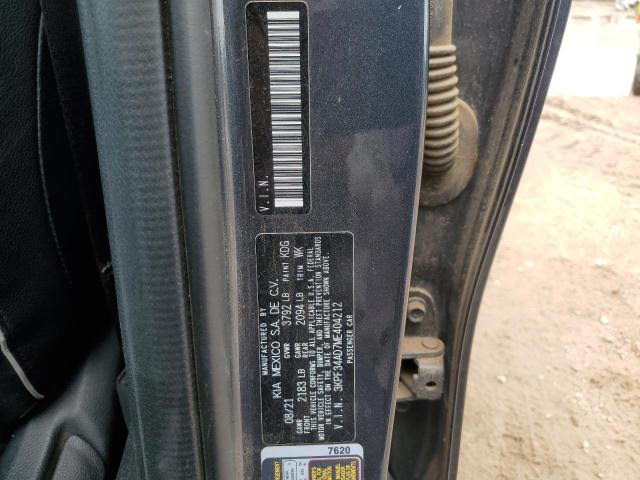 V.I.N.
MANUFACTURED BY
KIA MEXICO S.A. DE C.V.
08/21 GVWR 3792 LB PAINT KDG
GAWR FRONT 2183 LB GAWR REAR 2094 LB TRIM WK
THIS VEHICLE CONFORMS TO ALL APPLICABLE U.S.A. FEDERAL
MOTOR VEHICLE SAFETY, BUMPER, AND THEFT PREVENTION STANDARDS
IN EFFECT ON THE DATE OF MANUFACTURE SHOWN ABOVE.
V.I.N. 3KPF34AD7ME404212
PASSENGER CAR
7620